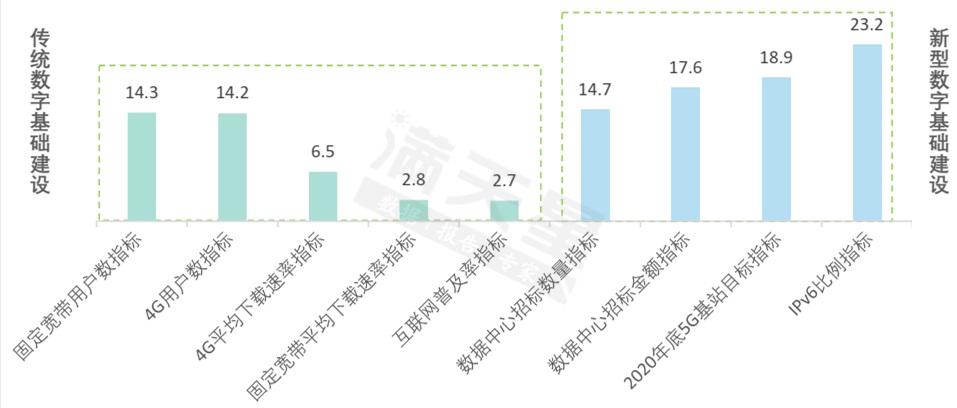 传统数字基础建设
新型数字基础建设
14.3
14.2
6.5
2.8
2.7
14.7
17.6
18.9
23.2
固定宽带用户数指标
4G用户数指标
4G平均下载速率指标
固定宽带平均下载速率指标
互联网普及率指标
数据中心招标数量指标
数据中心招标金额指标
2020年底5G基站目标指标
IPv6比例指标
满天星